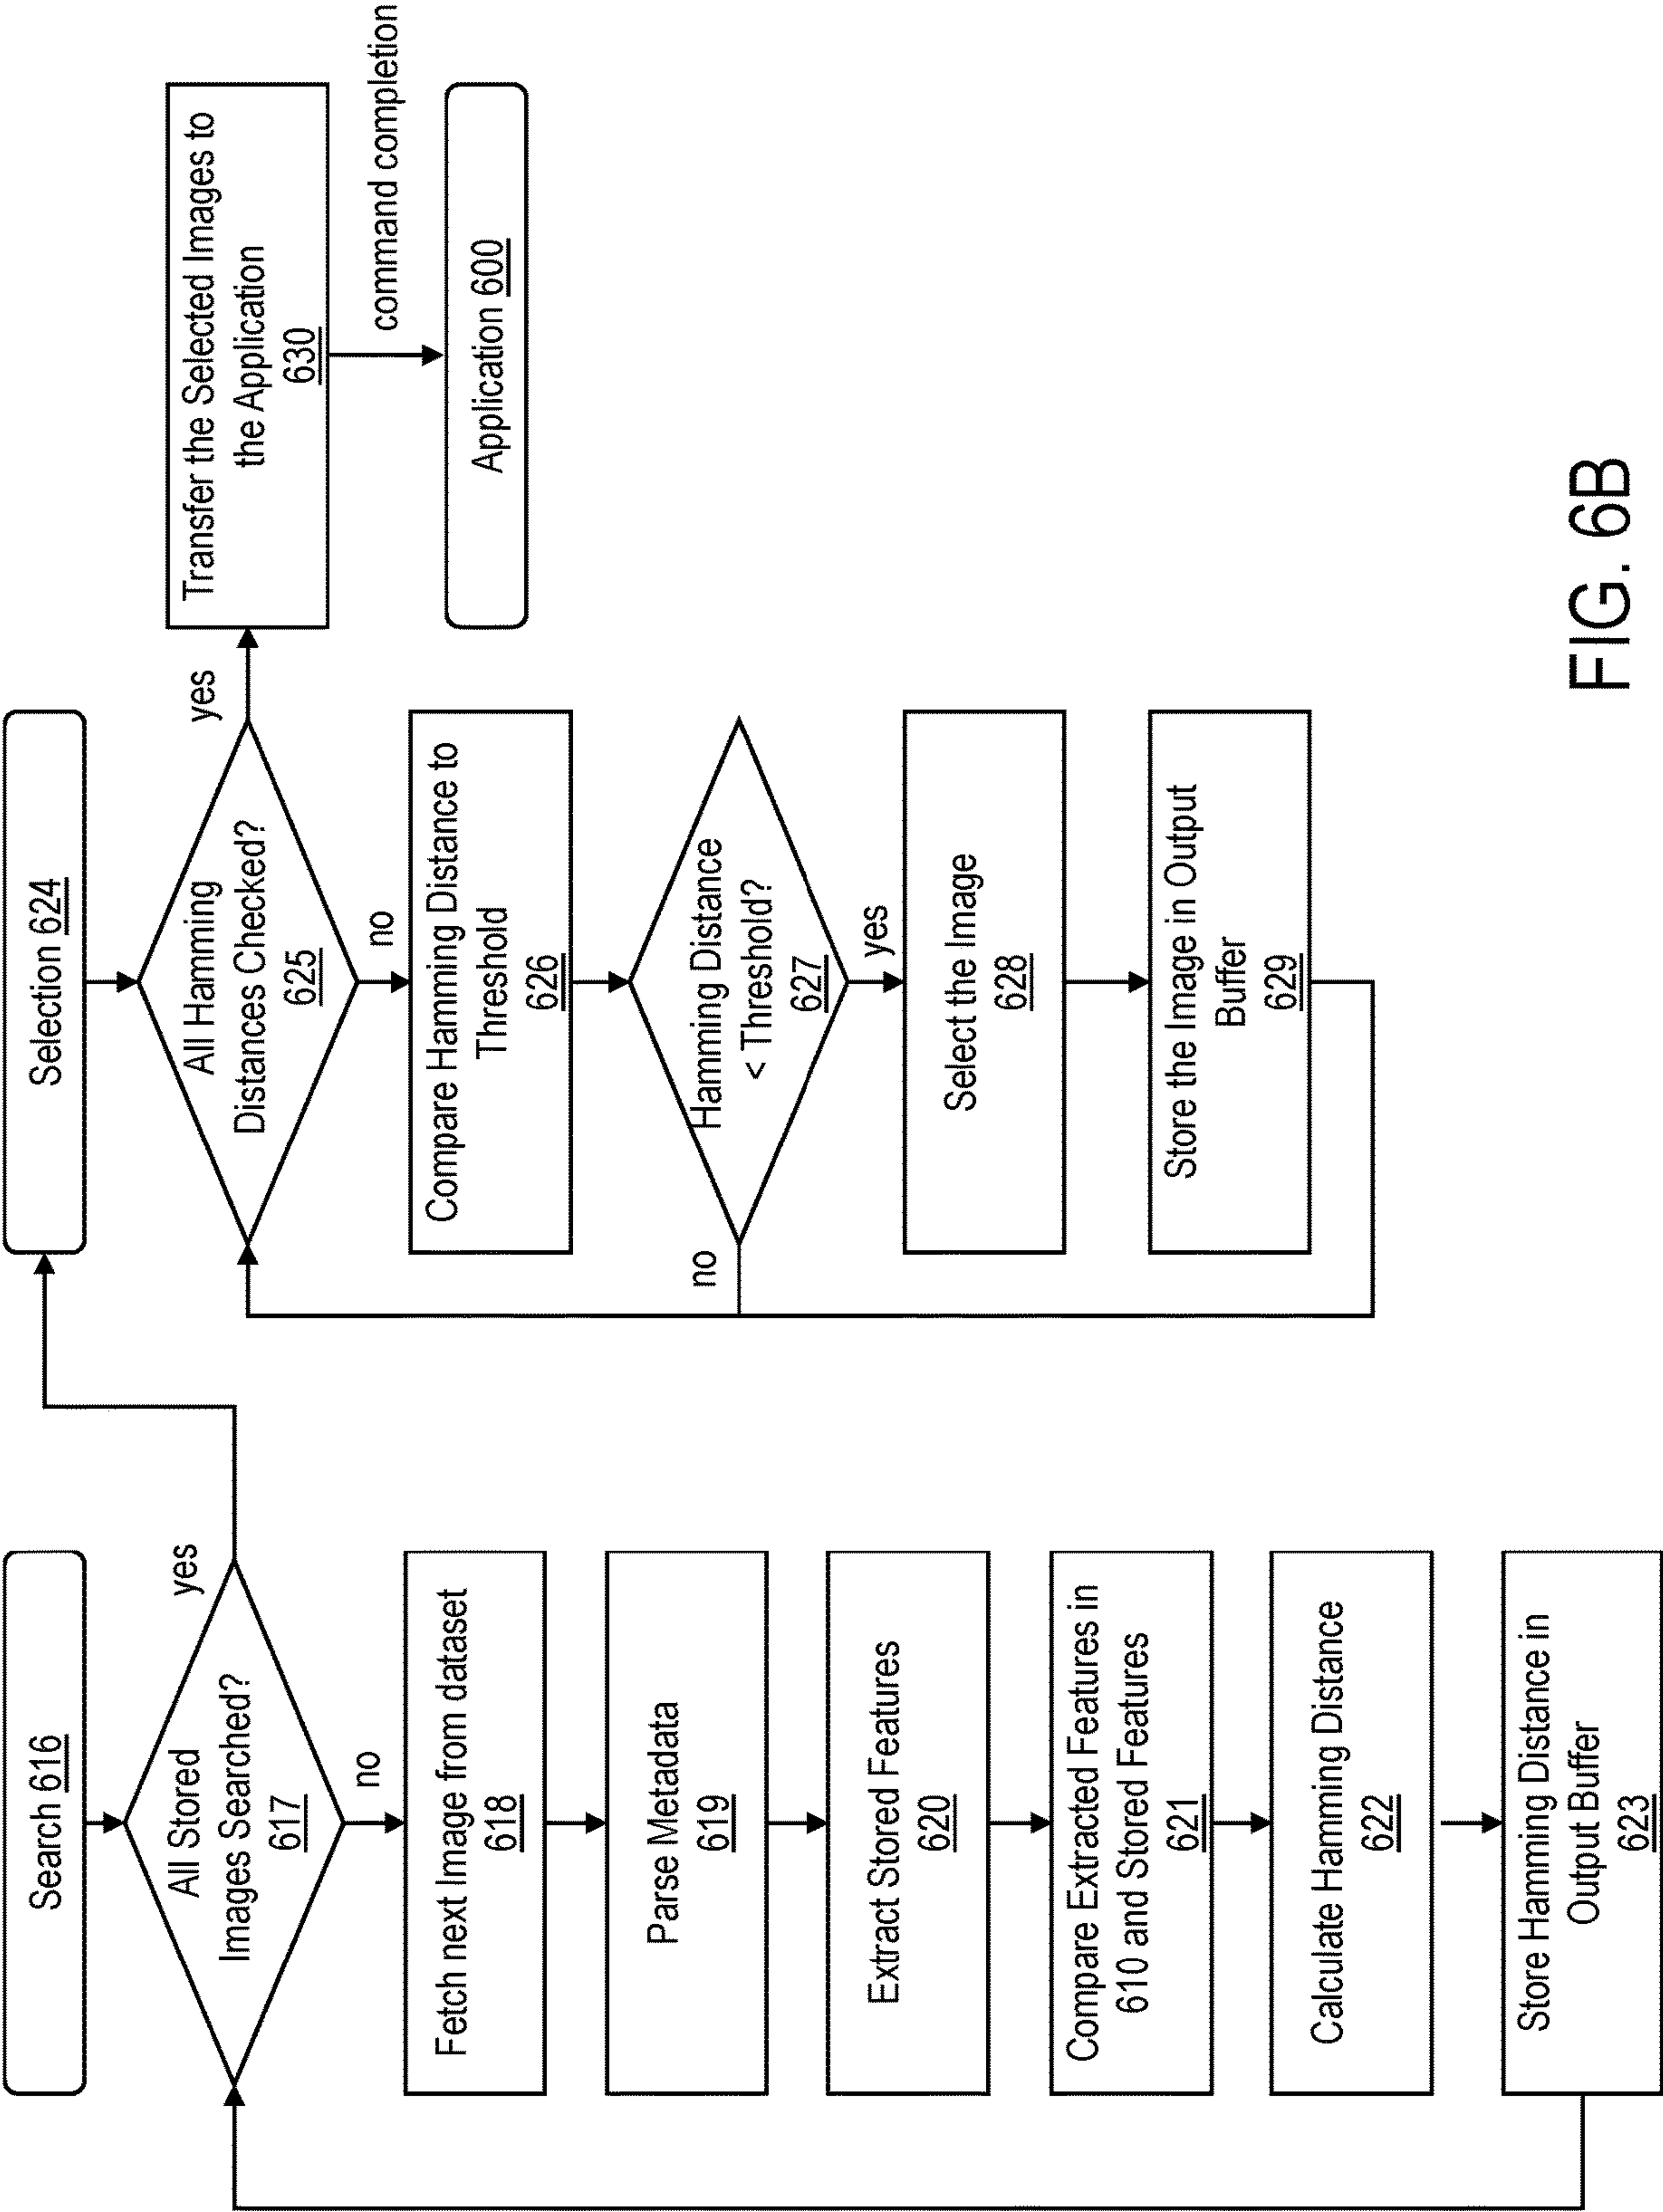 Search 616
All Stored
Images Searched?
617
yes
no
Fetch next Image from dataset
618
Parse Metadata
619
Extract Stored Features
620
Compare Extracted Features in
610 and Stored Features
621
Calculate Hamming Distance
622
Store Hamming Distance in
Output Buffer
623
Selection 624
All Hamming
Distances Checked?
625
yes
no
Compare Hamming Distance to
Threshold
626
Hamming Distance
< Threshold?
627
no
yes
Select the Image
628
Store the Image in Output
Buffer
629
Transfer the Selected Images to
the Application
630
command completion
Application 600
FIG. 6B